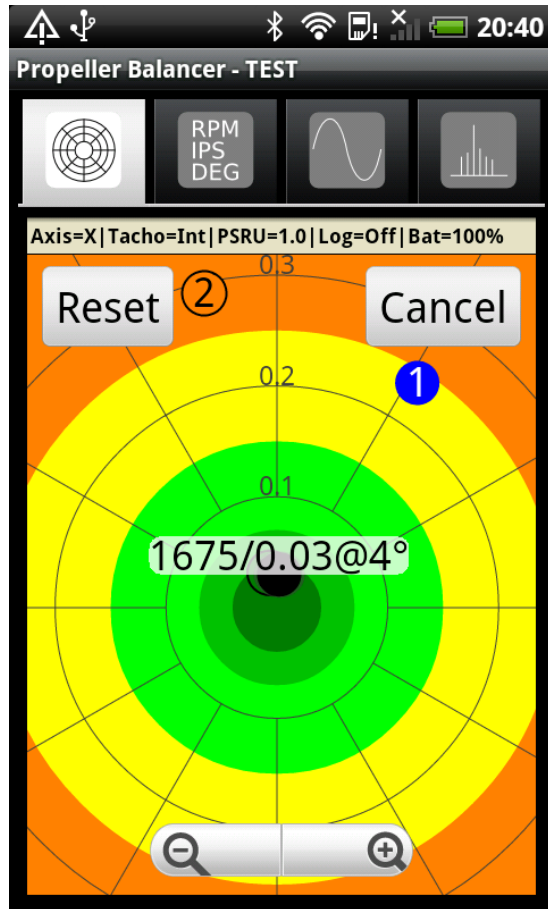 20:40
Propeller Balancer - TEST
RPM
IPS
DEG
Axis=X|Tacho=Int|PSRU=1.0|Log=Off|Bat=100%
0.3
Reset
2
Cancel
0.2
1
0.1
1675/0.03@4°